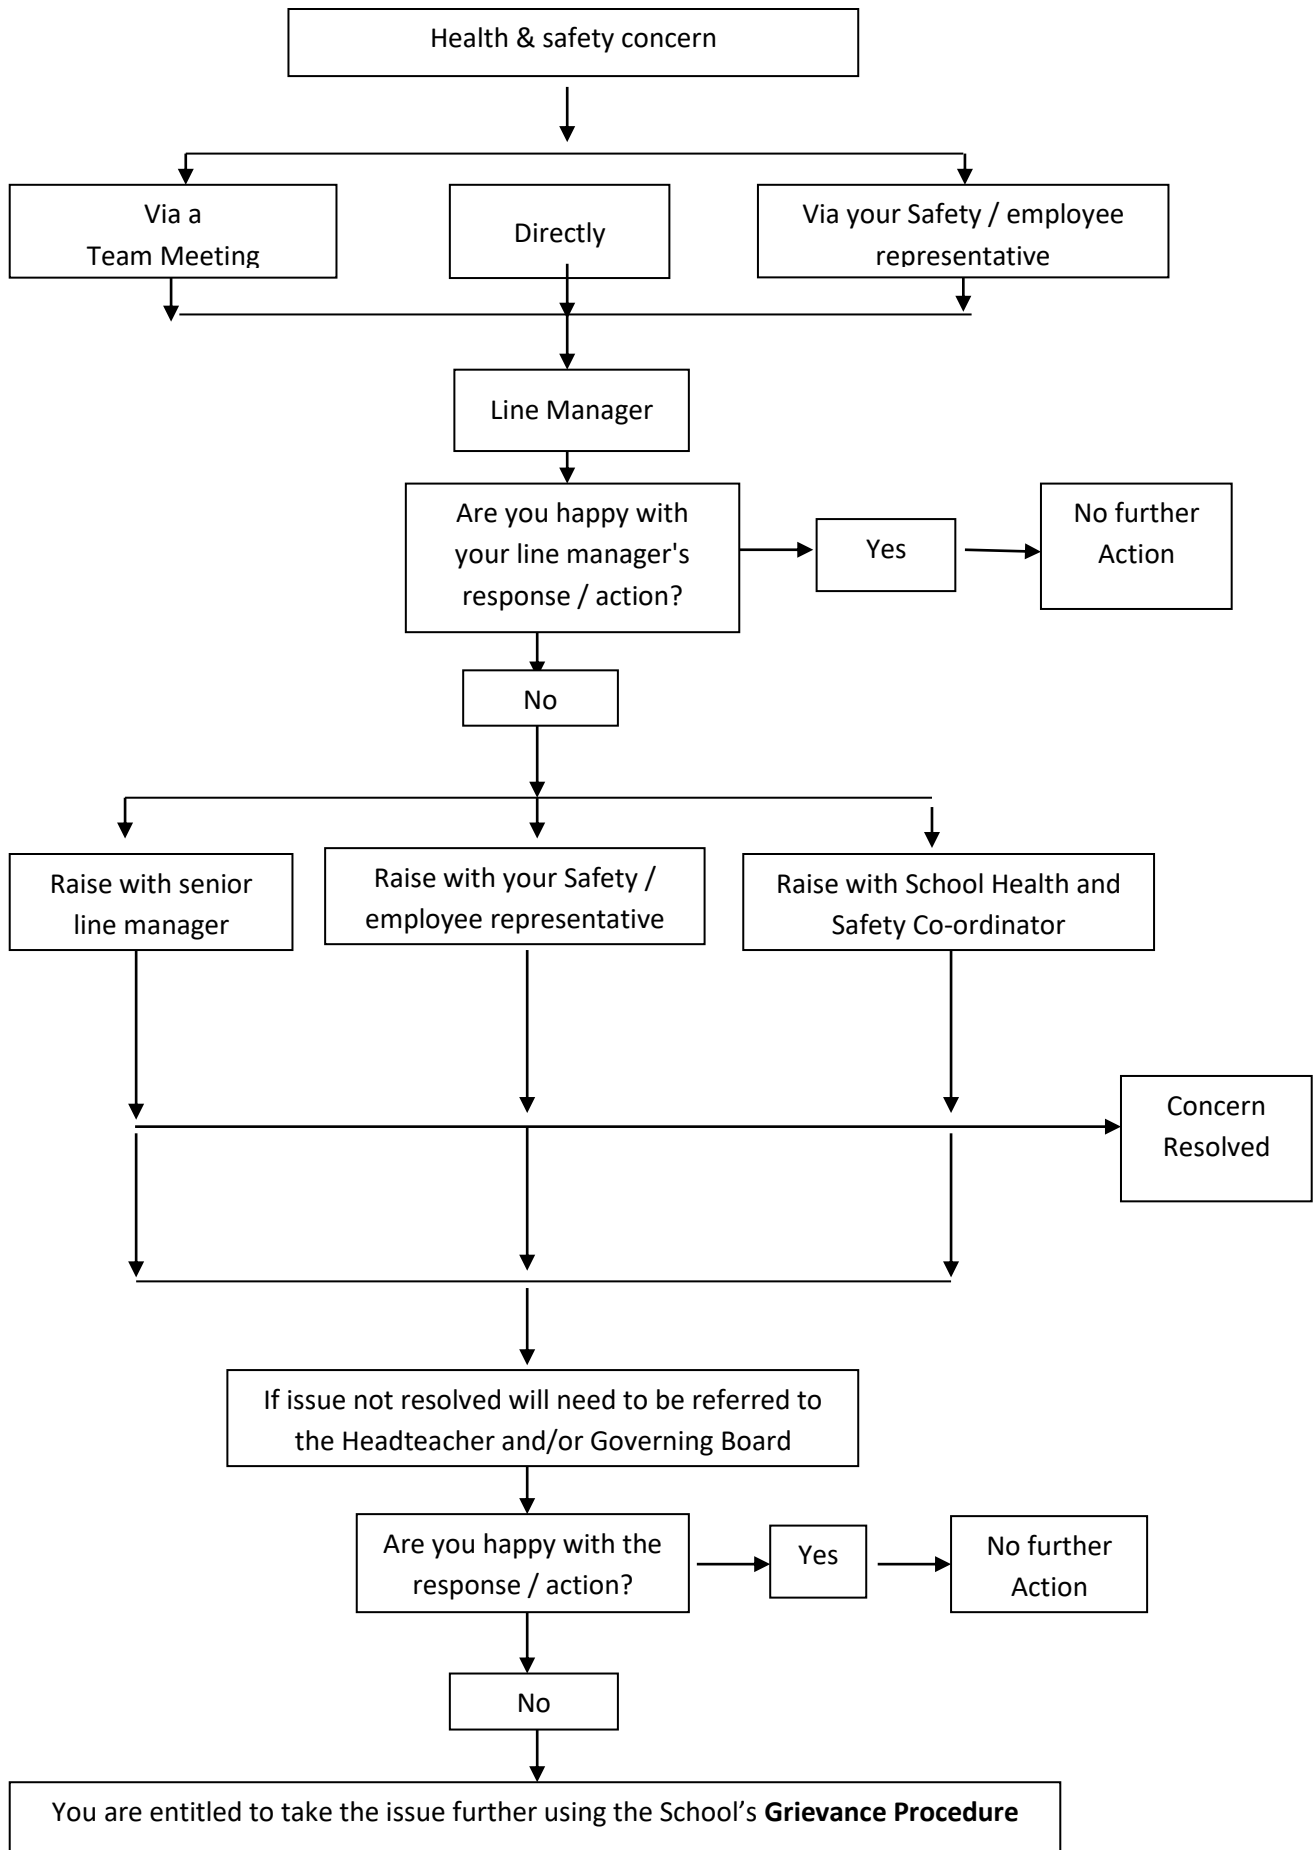 Health & safety concern
Via a
Team Meeting
Directly
Via your Safety / employee
representative
Line Manager
Are you happy with
your line manager's
response / action?
Yes
No further
Action
No
Raise with senior
line manager
Raise with your Safety /
employee representative
Raise with School Health and
Safety Co-ordinator
Concern
Resolved
If issue not resolved will need to be referred to
the Headteacher and/or Governing Board
Are you happy with the
response / action?
Yes
No further
Action
No
You are entitled to take the issue further using the School’s Grievance Procedure